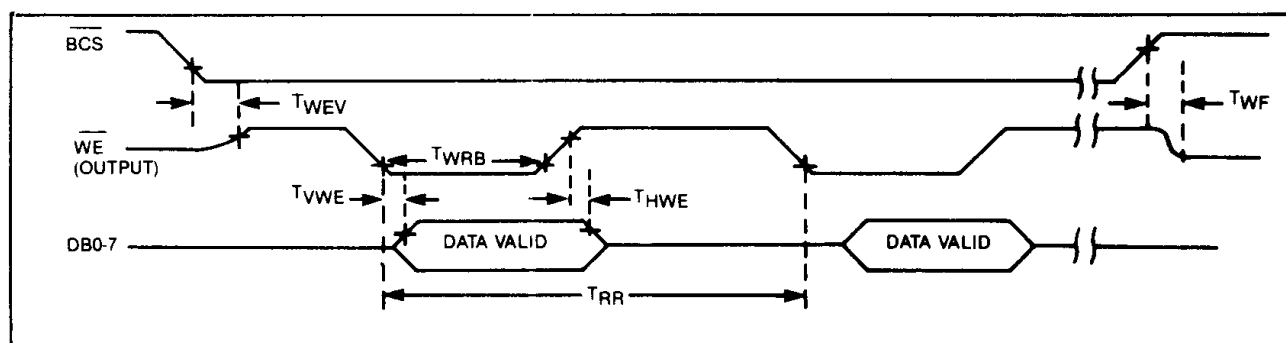 BCS
TWEV
TWF
WE
(OUTPUT)
TWRB
TVWE
THWE
DB0-7
DATA VALID
DATA VALID
TRR